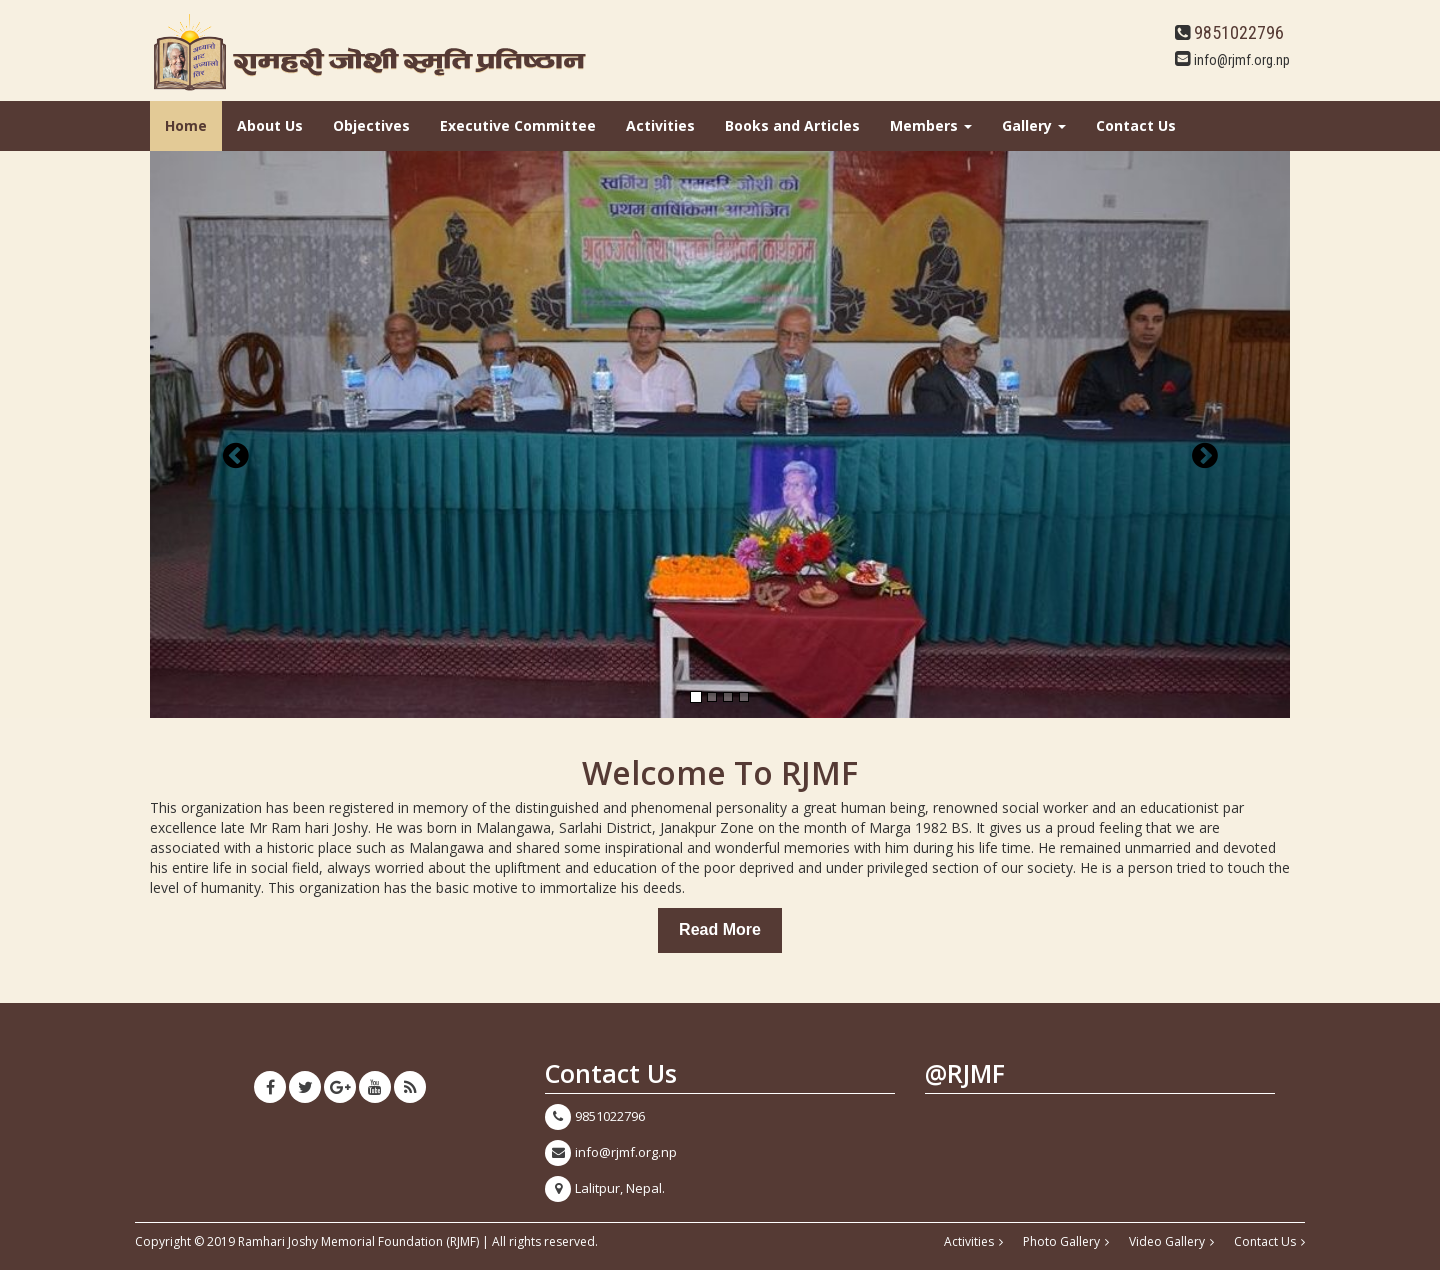 रामहरी जोशी स्मृति प्रतिष्ठान
9851022796
info@rjmf.org.np
Home About Us Objectives Executive Committee Activities Books and Articles Members Gallery Contact Us
स्वर्गिय श्री रामहरि जोशी को
प्रथम वार्षिकिमा आयोजित
श्रद्धाञ्जली तथा पुस्तक विमोचन कार्यक्रम
Welcome To RJMF
This organization has been registered in memory of the distinguished and phenomenal personality a great human being, renowned social worker and an educationist par
excellence late Mr Ram hari Joshy. He was born in Malangawa, Sarlahi District, Janakpur Zone on the month of Marga 1982 BS. It gives us a proud feeling that we are
associated with a historic place such as Malangawa and shared some inspirational and wonderful memories with him during his life time. He remained unmarried and devoted
his entire life in social field, always worried about the upliftment and education of the poor deprived and under privileged section of our society. He is a person tried to touch the
level of humanity. This organization has the basic motive to immortalize his deeds.
Read More
Contact Us
9851022796
info@rjmf.org.np
Lalitpur, Nepal.
@RJMF
Copyright © 2019 Ramhari Joshy Memorial Foundation (RJMF) | All rights reserved.
Activities Photo Gallery Video Gallery Contact Us